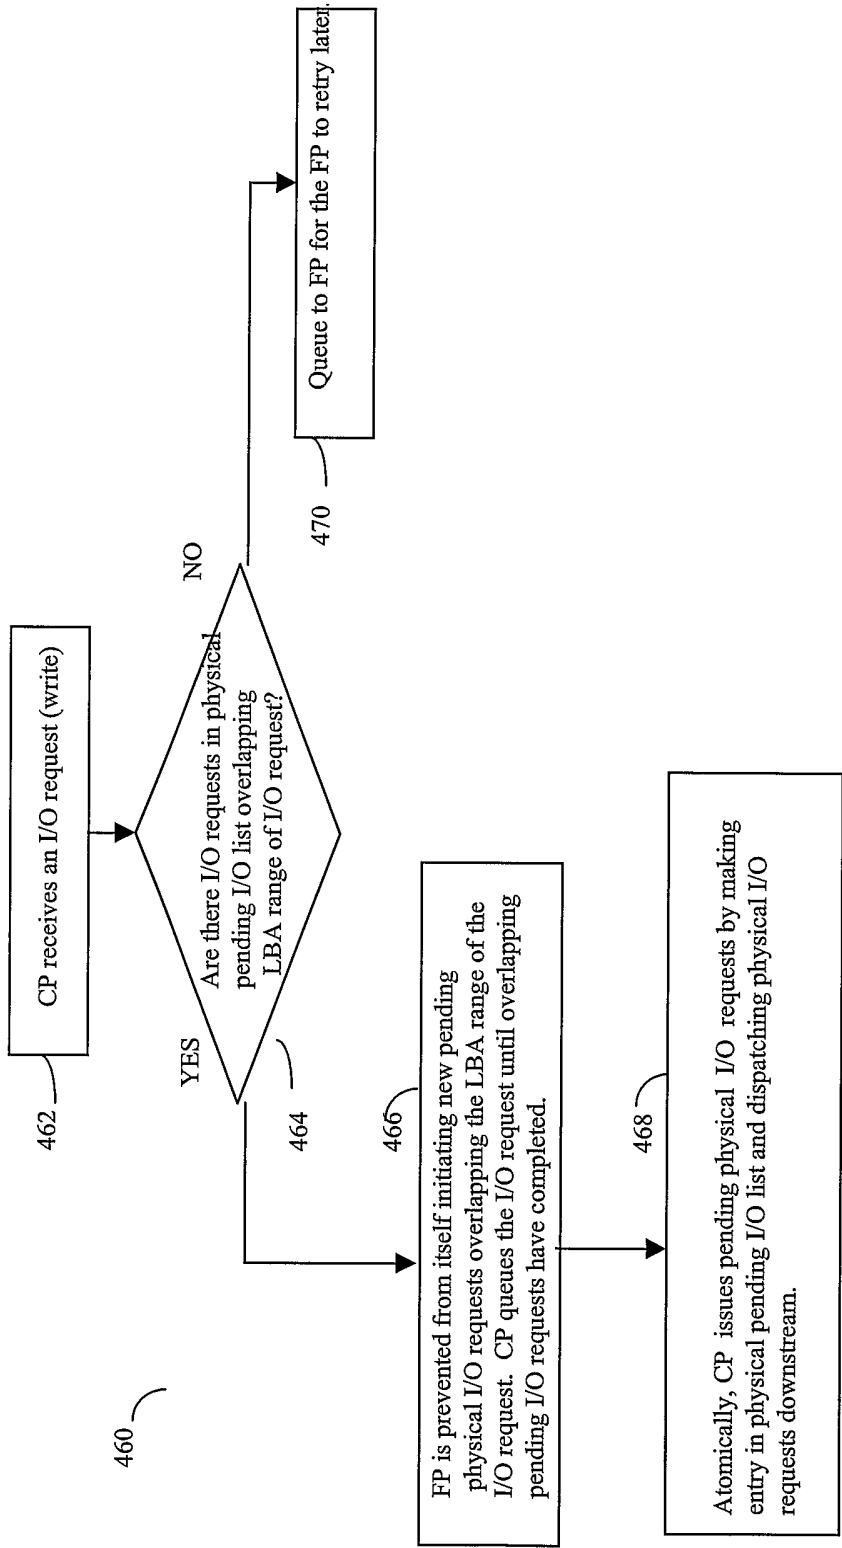 460
462
CP receives an I/O request (write)
YES
NO
Are there I/O requests in physical
pending I/O list overlapping
LBA range of I/O request?
464
466
FP is prevented from itself initiating new pending
physical I/O requests overlapping the LBA range of the
I/O request. CP queues the I/O request until overlapping
pending I/O requests have completed.
470
Queue to FP for the FP to retry later.
468
Atomically, CP issues pending physical I/O requests by making
entry in physical pending I/O list and dispatching physical I/O
requests downstream.